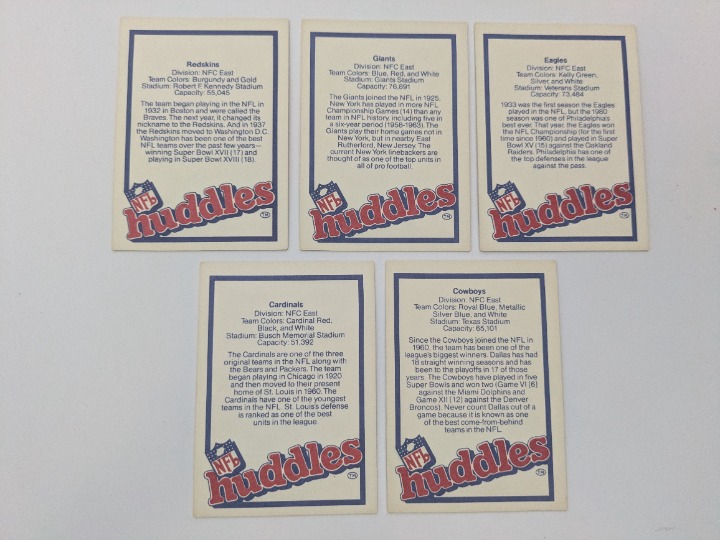 Redskins
Division: NFC East
Team Colors: Burgundy and Gold
Stadium: Robert F. Kennedy Stadium
Capacity: 55,045
The team began playing in the NFL in
1932 in Boston and were called the
Braves. The next year, it changed its
nickname to the Redskins. And in 1937
the Redskins moved to Washington D.C.
Washington has been one of the best
NFL teams over the past few years—
winning Super Bowl XVII (17) and
playing in Super Bowl XVIII (18).
NFL
huddles
TM
Giants
Division: NFC East
Team Colors: Blue, Red, and White
Stadium: Giants Stadium
Capacity: 76,891
The Giants joined the NFL in 1925.
New York has played in more NFL
Championship Games (14) than any
team in NFL history including five in
a six-year period (1958-1963). The
Giants play their home games not in
New York, but in nearby East
Rutherford, New Jersey. The
current New York linebackers are
thought of as one of the top units in
all of pro football.
NFL
huddles
TM
Eagles
Division: NFC East
Team Colors: Kelly Green,
Silver, and White
Stadium: Veterans Stadium
Capacity: 73,484
1933 was the first season the Eagles
played in the NFL, but the 1980
season was one of Philadelphia's
best ever. That year, the Eagles won
the NFL Championship (for the first
time since 1960) and played in Super
Bowl XV (15) against the Oakland
Raiders. Philadelphia has one of
the top defenses in the league
against the pass.
NFL
huddles
TM
Cardinals
Division: NFC East
Team Colors: Cardinal Red,
Black, and White
Stadium: Busch Memorial Stadium
Capacity: 51,392
The Cardinals are one of the three
original teams in the NFL along with
the Bears and Packers. The team
began playing in Chicago in 1920
and then moved to their present
home of St. Louis in 1960. The
Cardinals have one of the youngest
teams in the NFL. St. Louis's defense
is ranked as one of the best
units in the league.
NFL
huddles
TM
Cowboys
Division: NFC East
Team Colors: Royal Blue, Metallic
Silver Blue, and White
Stadium: Texas Stadium
Capacity: 65,101
Since the Cowboys joined the NFL in
1960, the team has been one of the
league's biggest winners. Dallas has had
18 straight winning seasons and has
been to the playoffs in 17 of those
years. The Cowboys have played in five
Super Bowls and won two (Game VI [6]
against the Miami Dolphins and
Game XII [12] against the Denver
Broncos). Never count Dallas out of a
game because it is known as one
of the best come-from-behind
teams in the NFL.
NFL
huddles
TM